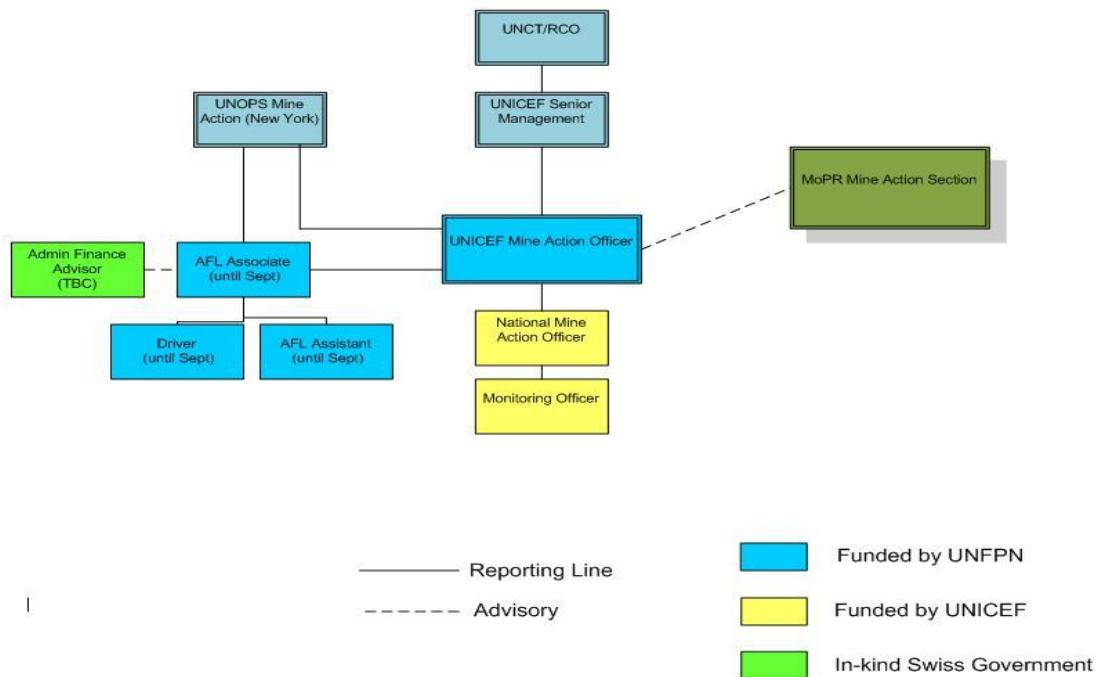 UNCT/RCO
UNOPS Mine
Action (New York)
UNICEF Senior
Management
MoPR Mine Action Section
UNICEF Mine Action Officer
Admin Finance
Advisor
(TBC)
AFL Associate
(until Sept)
Driver
(until Sept)
AFL Assistant
(until Sept)
National Mine
Action Officer
Monitoring Officer
Reporting Line
Advisory
Funded by UNFPN
Funded by UNICEF
In-kind Swiss Government